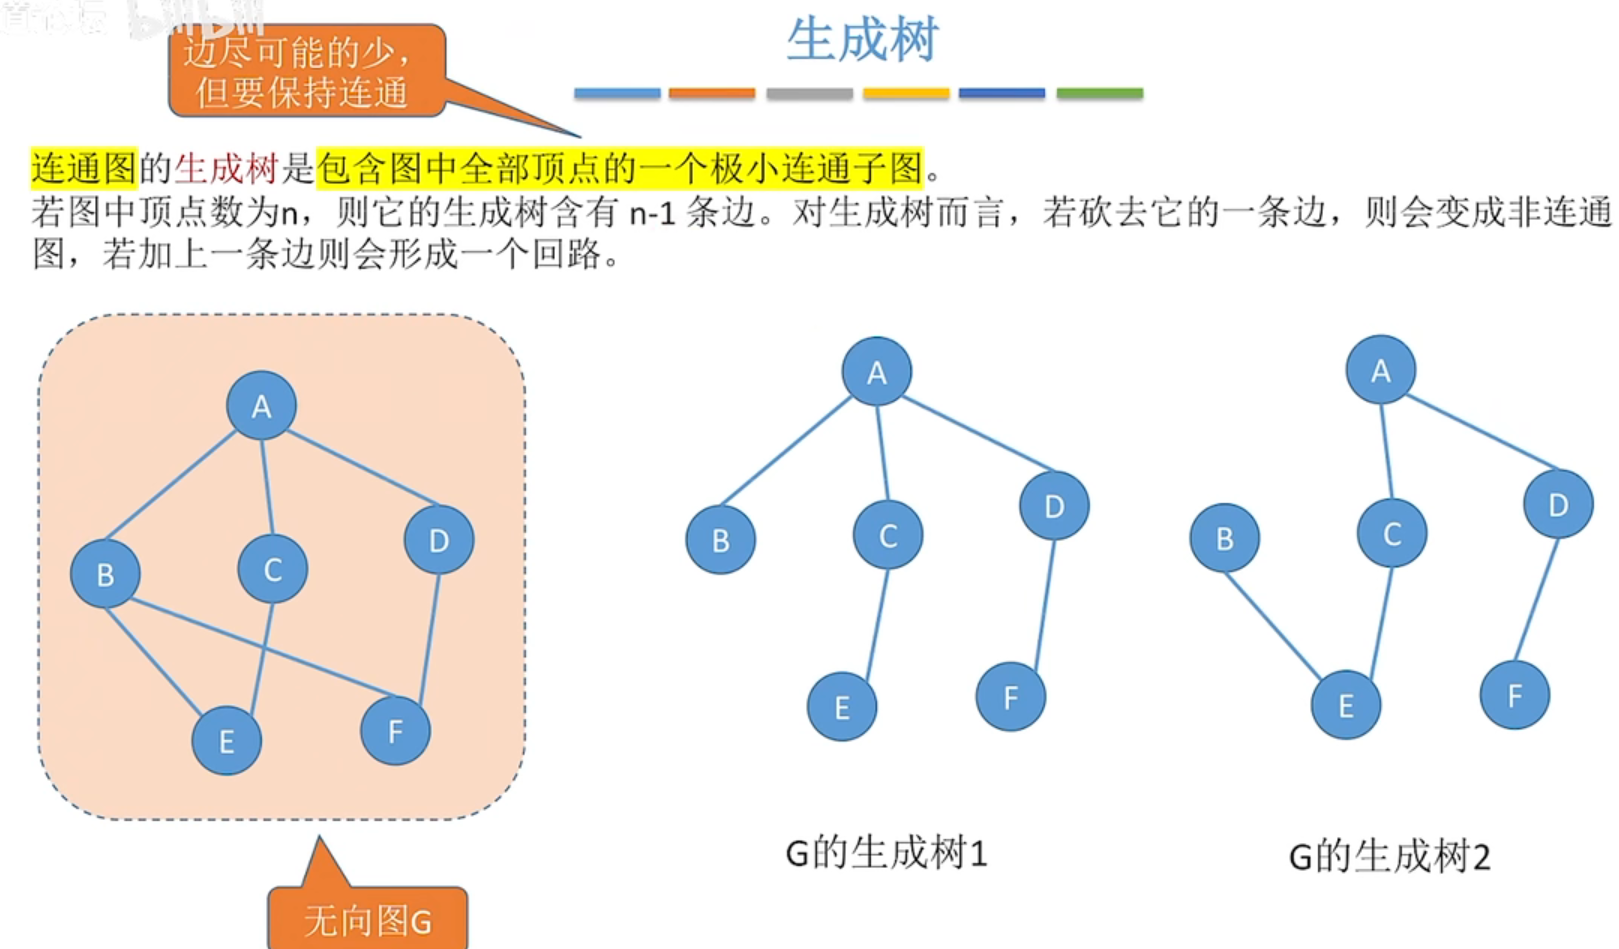 bilibili
边尽可能的少，
但要保持连通
生成树
连通图的生成树是包含图中全部顶点的一个极小连通子图。
若图中顶点数为n，则它的生成树含有 n-1 条边。对生成树而言，若砍去它的一条边，则会变成非连通
图，若加上一条边则会形成一个回路。
A
B
C
D
E
F
无向图G
A
B
C
D
E
F
G的生成树1
A
B
C
D
E
F
G的生成树2